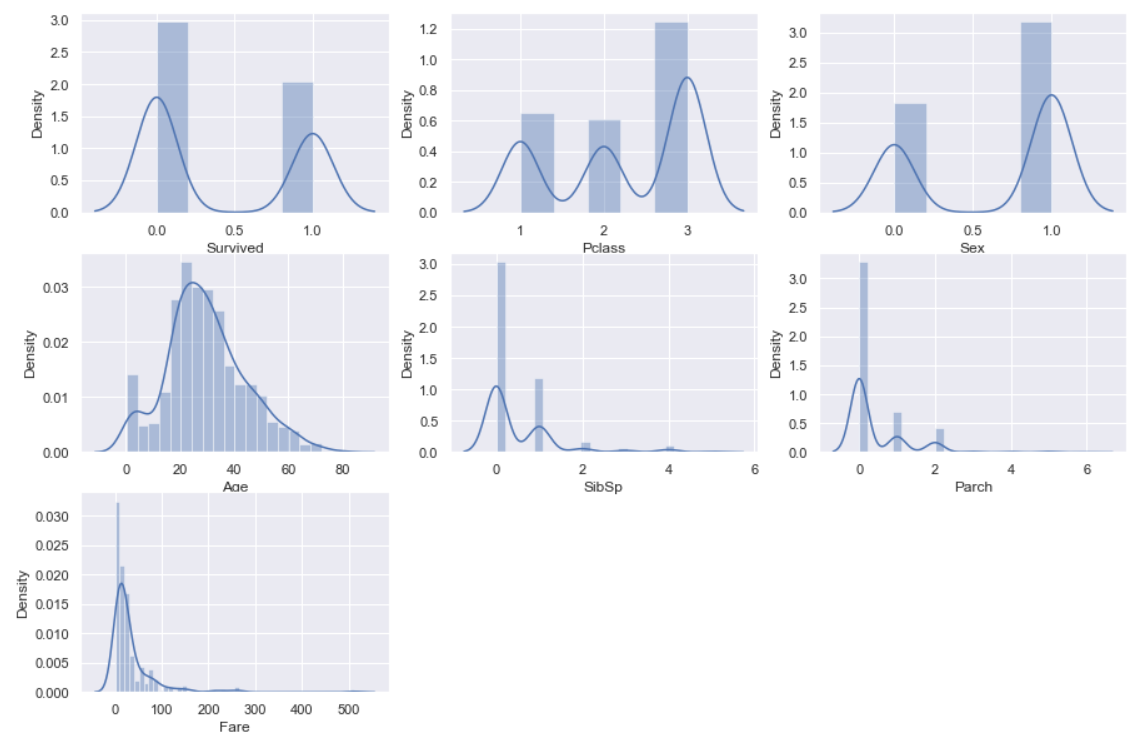 3.0
2.5
2.0
1.5
1.0
0.5
0.0
Density
0.0 0.5 1.0
Survived
1.2
1.0
0.8
0.6
0.4
0.2
0.0
Density
1 2 3
Pclass
3.0
2.5
2.0
1.5
1.0
0.5
0.0
Density
0.0 0.5 1.0
Sex
0.03
0.02
0.01
0.00
Density
0 20 40 60 80
Age
3.0
2.5
2.0
1.5
1.0
0.5
0.0
Density
0 2 4 6
SibSp
3.0
2.5
2.0
1.5
1.0
0.5
0.0
Density
0 2 4 6
Parch
0.030
0.025
0.020
0.015
0.010
0.005
0.000
Density
0 100 200 300 400 500
Fare